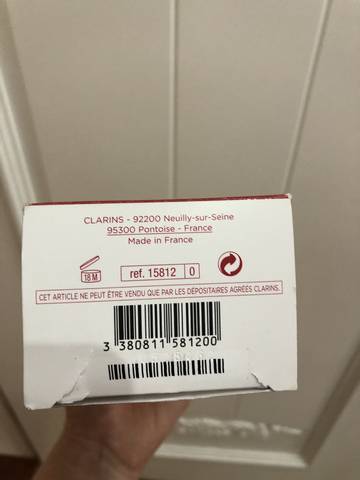 CLARINS - 92200 Neuilly-sur-Seine
95300 Pontoise - France
Made in France
18 M
ref. 15812 0
CET ARTICLE NE PEUT ÊTRE VENDU QUE PAR LES DÉPOSITAIRES AGRÉÉS CLARINS.
3 380811 581200